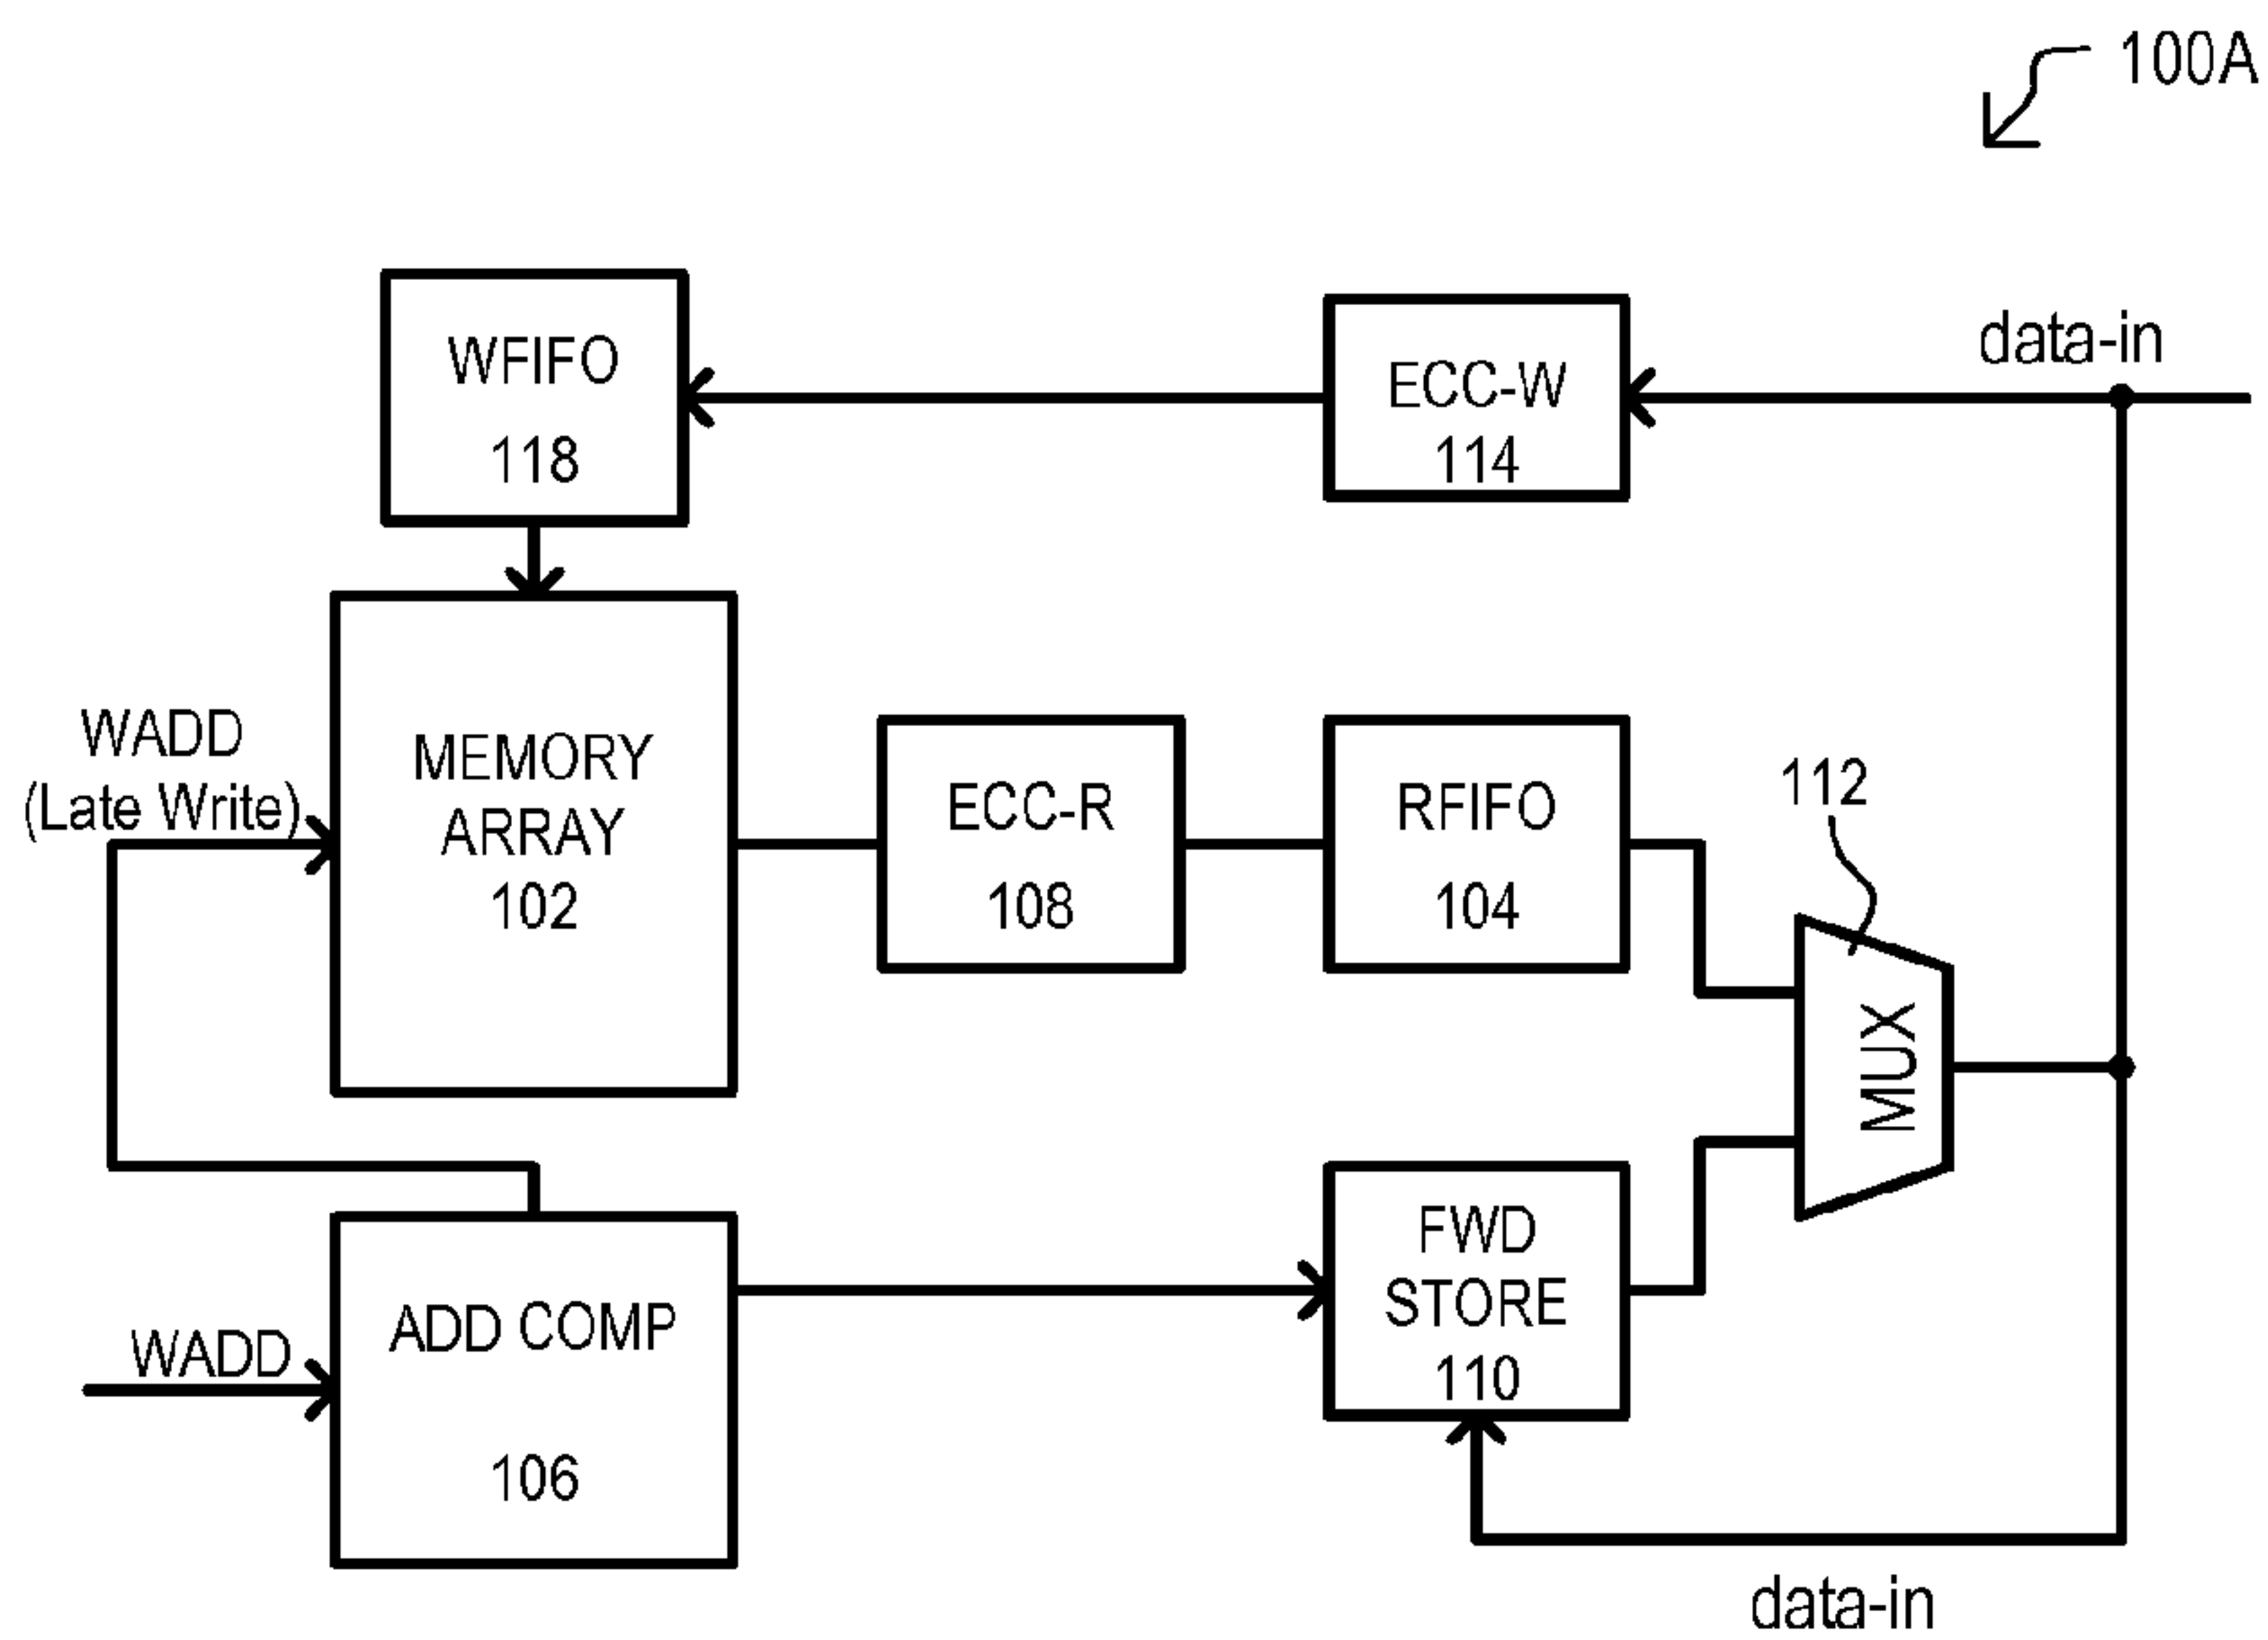 100A
WFIFO
118
ECC-W
114
data-in
WADD
(Late Write)
MEMORY
ARRAY
102
ECC-R
108
RFIFO
104
112
MUX
WADD
ADD COMP
106
FWD
STORE
110
data-in